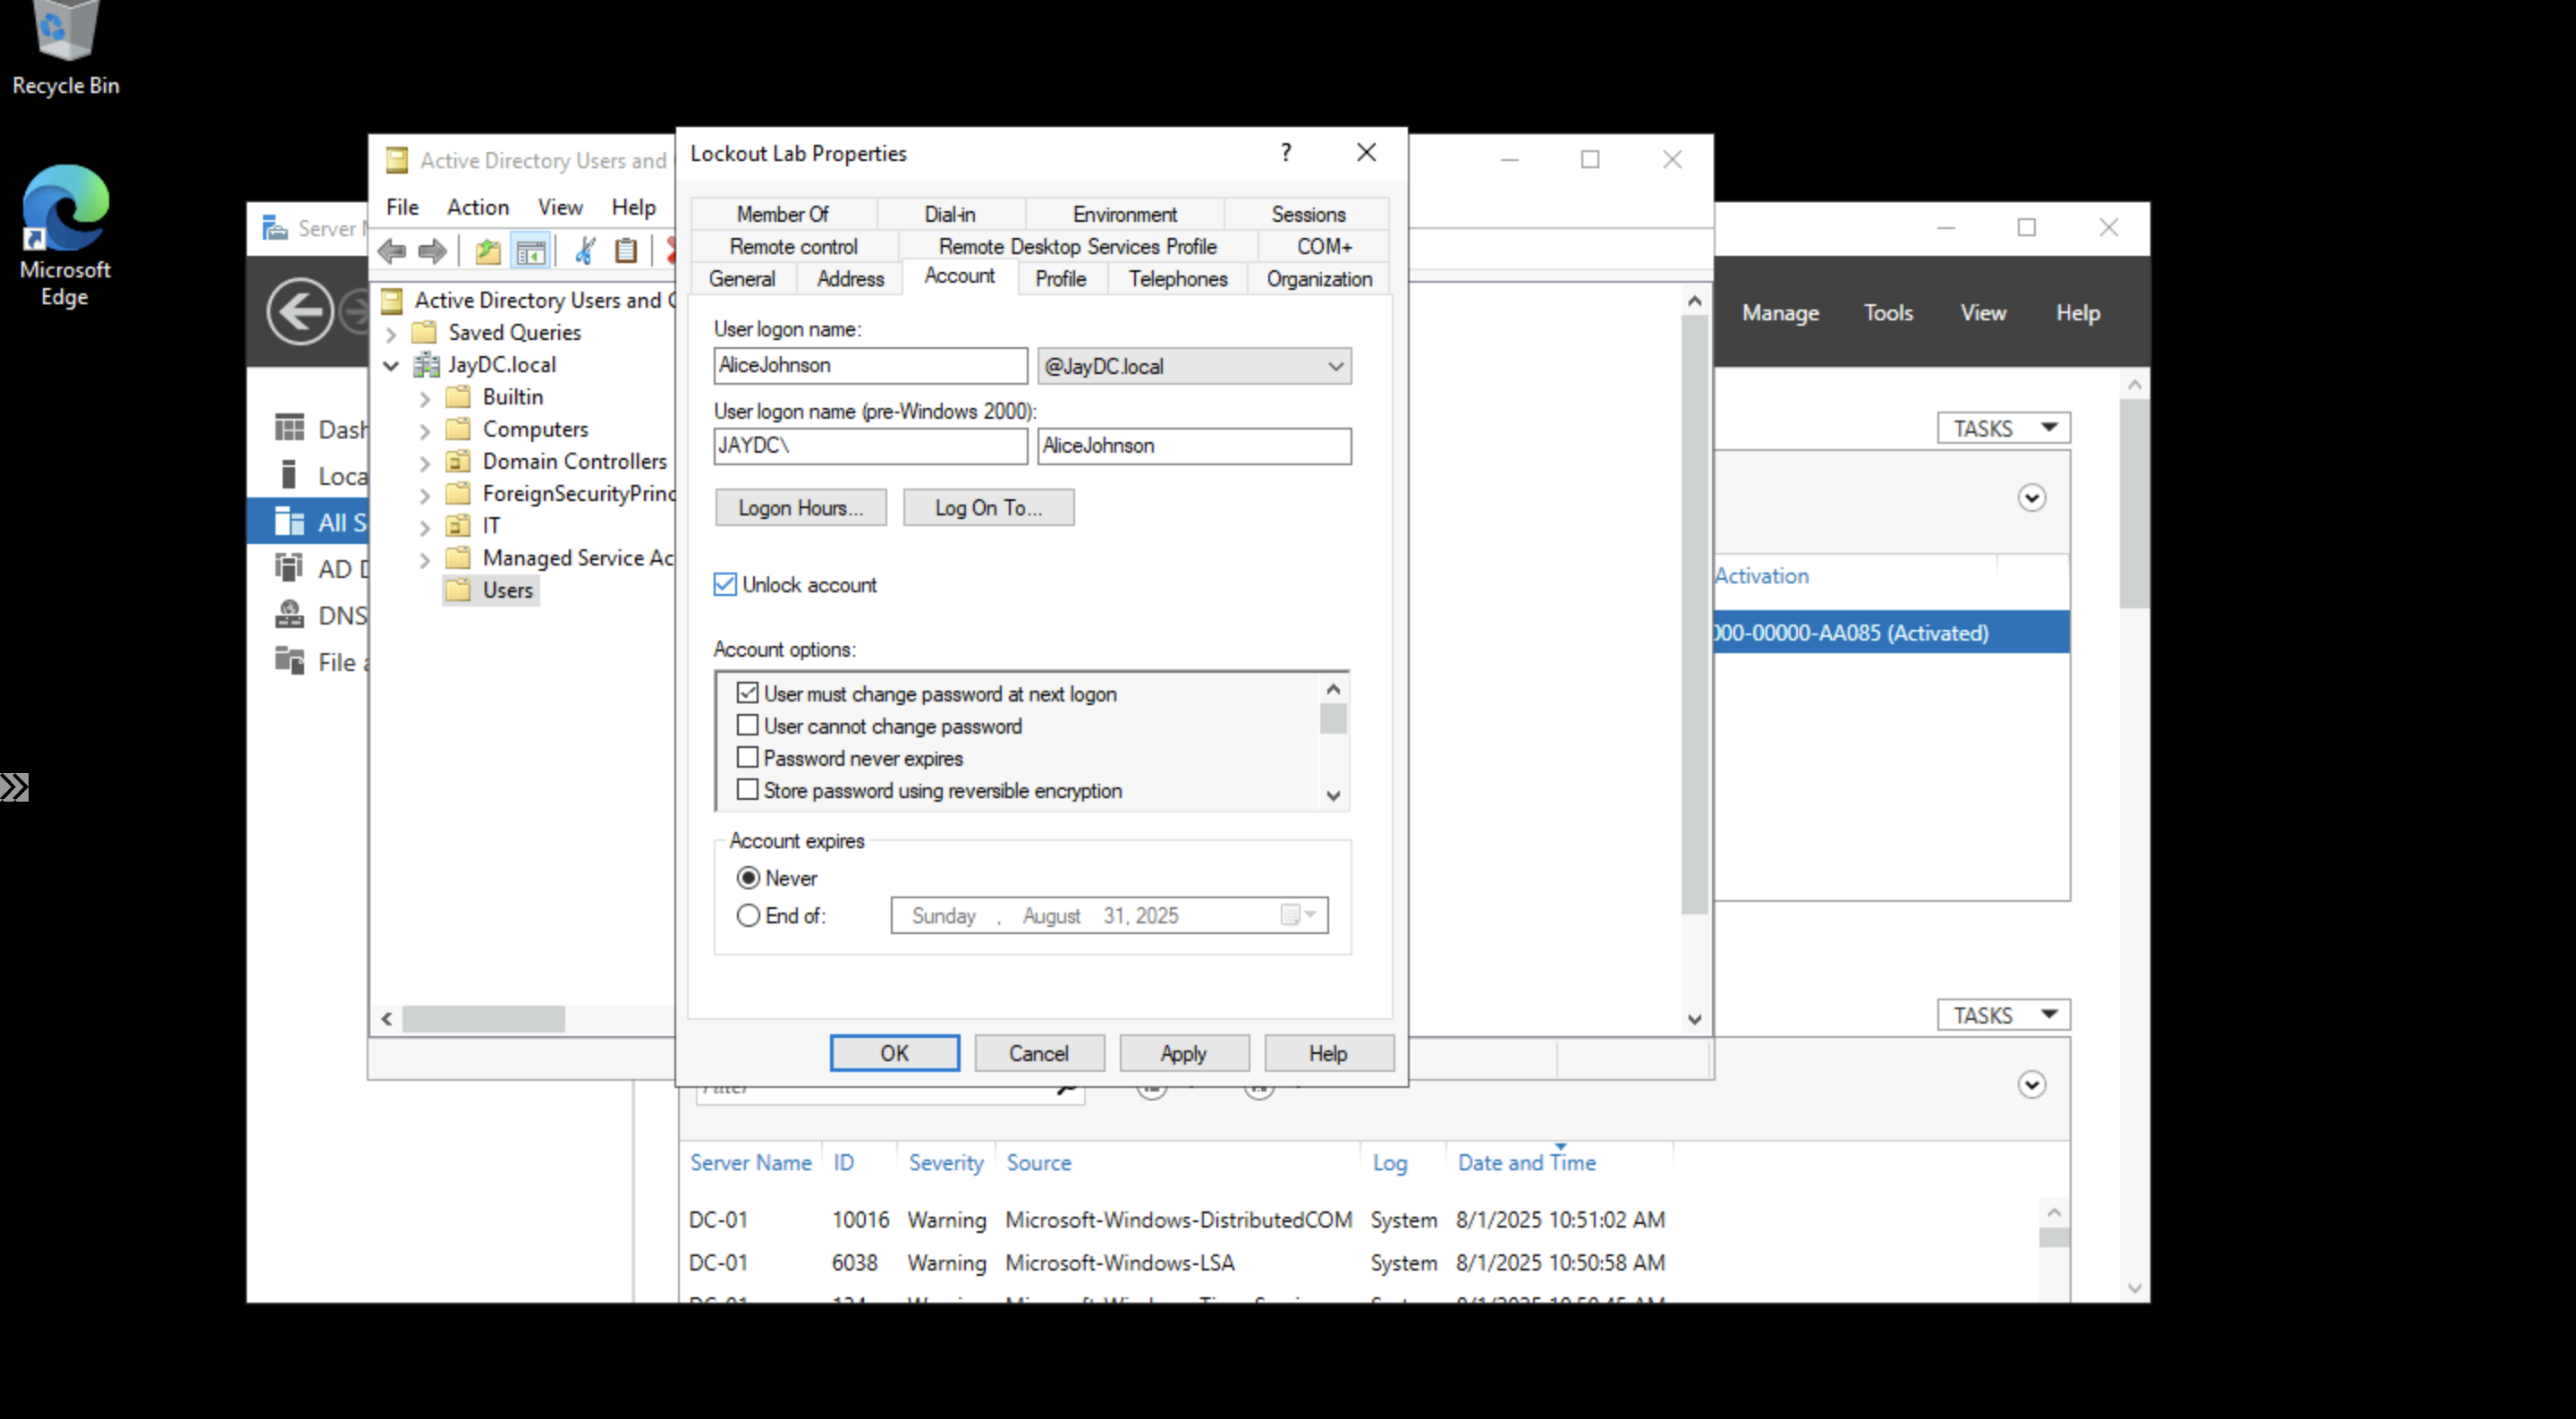 Recycle Bin
Microsoft
Edge
Server
Active Directory Users and
File Action View Help
Active Directory Users and
Saved Queries
JayDC.local
Builtin
Computers
Domain Controllers
ForeignSecurityPrinc
IT
Managed Service Ac
Users
Dash
Loca
All S
AD D
DNS
File a
Lockout Lab Properties
?
Member Of Dial-in Environment Sessions
Remote control Remote Desktop Services Profile COM+
General Address Account Profile Telephones Organization
User logon name:
AliceJohnson @JayDC.local
User logon name (pre-Windows 2000):
JAYDC\ AliceJohnson
Logon Hours... Log On To...
Unlock account
Account options:
User must change password at next logon
User cannot change password
Password never expires
Store password using reversible encryption
Account expires
Never
End of: Sunday , August 31, 2025
OK Cancel Apply Help
Manage Tools View Help
TASKS
Activation
000-00000-AA085 (Activated)
TASKS
Filter
Server Name ID Severity Source Log Date and Time
DC-01 10016 Warning Microsoft-Windows-DistributedCOM System 8/1/2025 10:51:02 AM
DC-01 6038 Warning Microsoft-Windows-LSA System 8/1/2025 10:50:58 AM